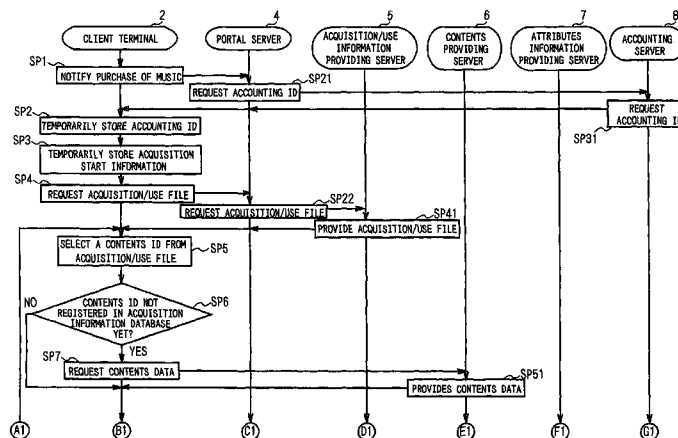 2
4
5
6
7
8
CLIENT TERMINAL
PORTAL SERVER
ACQUISITION/USE
INFORMATION
PROVIDING SERVER
CONTENTS
PROVIDING
SERVER
ATTRIBUTES
INFORMATION
PROVIDING SERVER
ACCOUNTING
SERVER
SP1
NOTIFY PURCHASE OF MUSIC
SP21
REQUEST ACCOUNTING ID
SP2
TEMPORARILY STORE ACCOUNTING ID
REQUEST
ACCOUNTING ID
SP31
SP3
TEMPORARILY STORE ACQUISITION
START INFORMATION
SP4
REQUEST ACQUISITION/USE FILE
SP22
REQUEST ACQUISITION/USE FILE
SP41
PROVIDE ACQUISITION/USE FILE
SELECT A CONTENTS ID FROM
ACQUISITION/USE FILE
SP5
NO
CONTENTS ID NOT
REGISTERED IN ACQUISITION
INFORMATION DATABASE
YET?
SP6
YES
SP7
REQUEST CONTENTS DATA
SP51
PROVIDES CONTENTS DATA
A1
B1
C1
D1
E1
F1
G1